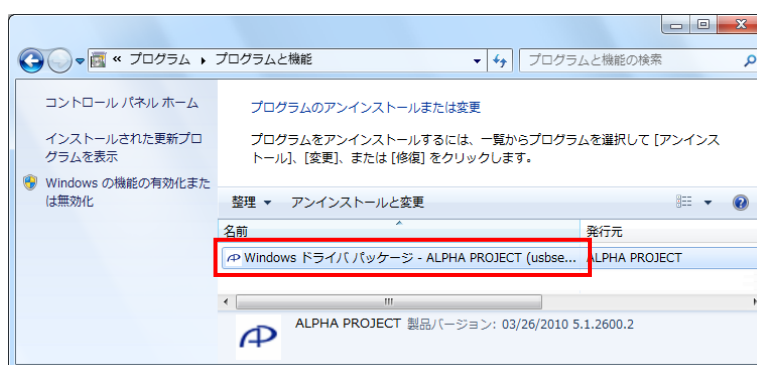 « プログラム ▸ プログラムと機能
プログラムと機能の検索
コントロール パネル ホーム
インストールされた更新プロ
グラムを表示
Windows の機能の有効化また
は無効化
プログラムのアンインストールまたは変更
プログラムをアンインストールするには、一覧からプログラムを選択して [アンインス
トール]、[変更]、または [修復] をクリックします。
整理 ▼ アンインストールと変更
名前 発行元
Windows ドライバ パッケージ - ALPHA PROJECT (usbse... ALPHA PROJECT
ALPHA PROJECT 製品バージョン: 03/26/2010 5.1.2600.2